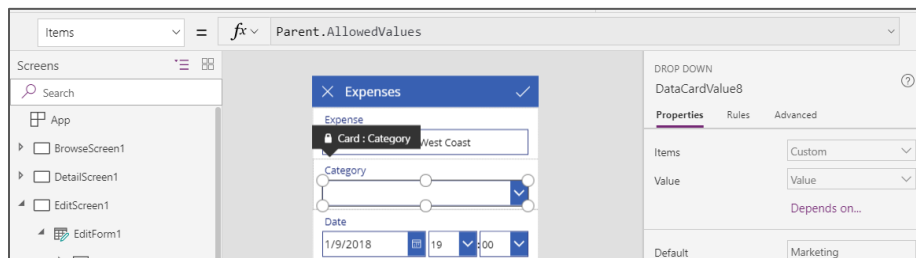 Items = fx Parent.AllowedValues
Screens
Search
App
BrowseScreen1
DetailScreen1
EditScreen1
EditForm1
Expenses
Expense
Card : Category West Coast
Category
Date
1/9/2018 19 : 00
DROP DOWN
DataCardValue8
Properties Rules Advanced
Items Custom
Value Value
Depends on...
Default Marketing